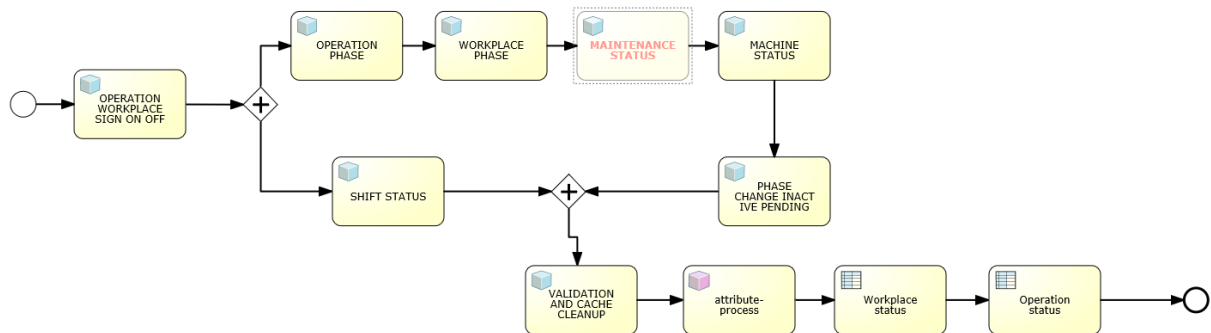 OPERATION
PHASE
WORKPLACE
PHASE
MAINTENANCE
STATUS
MACHINE
STATUS
OPERATION
WORKPLACE
SIGN ON OFF
SHIFT STATUS
PHASE
CHANGE INACT
IVE PENDING
VALIDATION
AND CACHE
CLEANUP
attribute-
process
Workplace
status
Operation
status